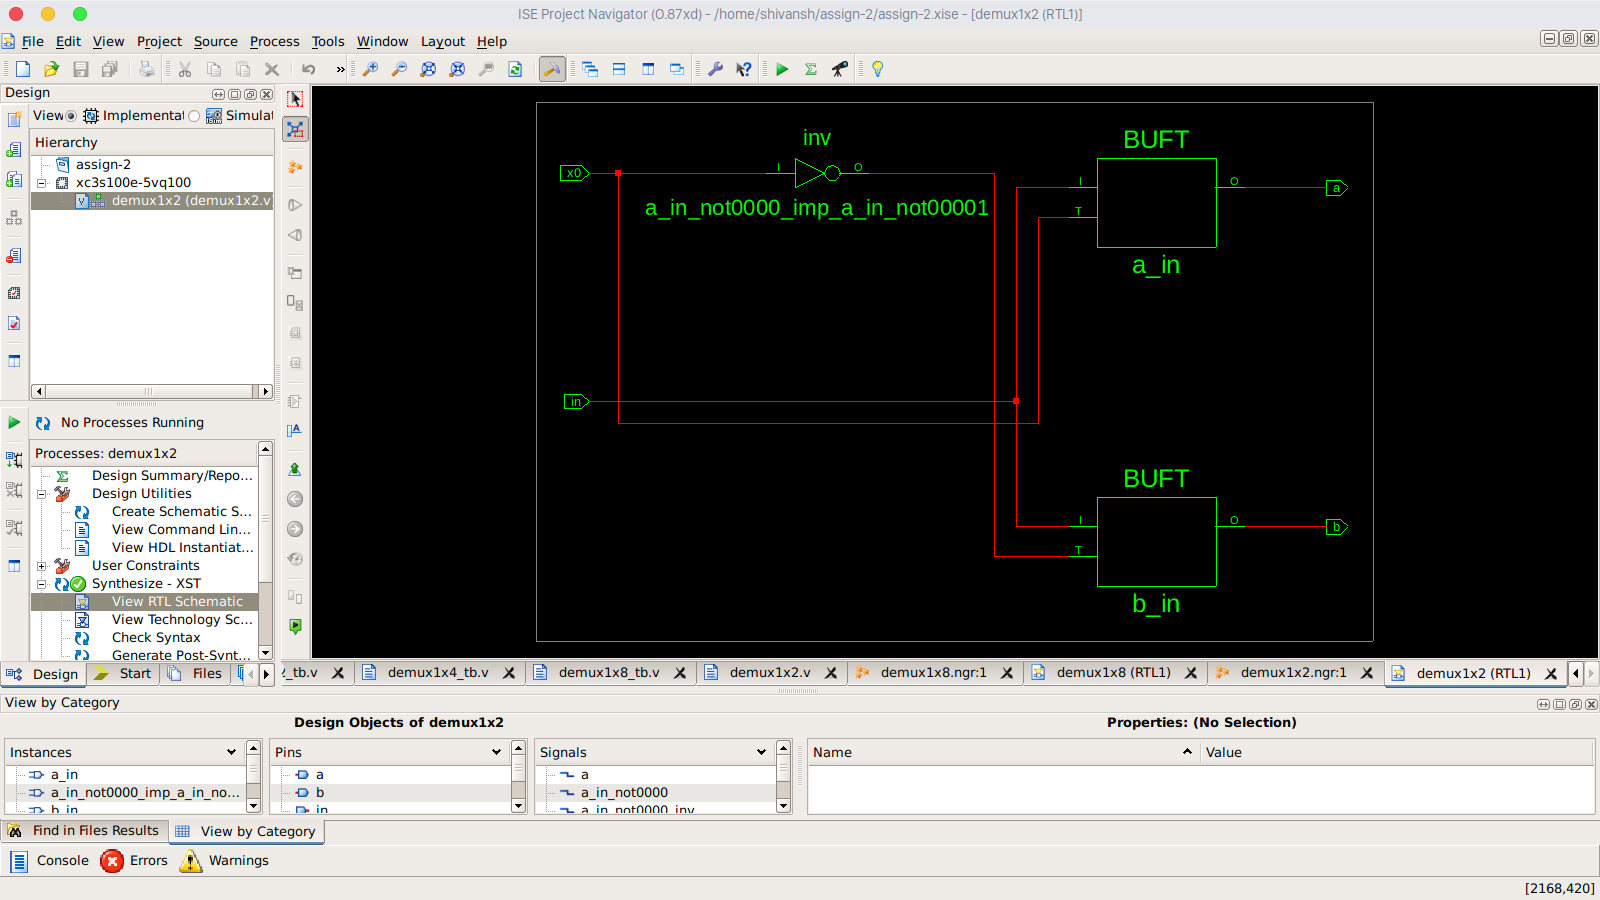 ISE Project Navigator (0.87xd) - /home/shivansh/assign-2/assign-2.xise - [demux1x2 (RTL1)]
File Edit View Project Source Process Tools Window Layout Help
»
Design
View: Implementat Simulat
Hierarchy
assign-2
xc3s100e-5vq100
demux1x2 (demux1x2.v
No Processes Running
Processes: demux1x2
Design Summary/Repo...
Design Utilities
Create Schematic S...
View Command Lin...
View HDL Instantiat...
User Constraints
Synthesize - XST
View RTL Schematic
View Technology Sc...
Check Syntax
Generate Post-Synt...
Design Start Files
inv
x0 I O
a_in_not0000_imp_a_in_not00001
BUFT
I O a
T
a_in
in
BUFT
I O b
T
b_in
2_tb.v demux1x4_tb.v demux1x8_tb.v demux1x2.v demux1x8.ngr:1 demux1x8 (RTL1) demux1x2.ngr:1 demux1x2 (RTL1)
View by Category
Design Objects of demux1x2 Properties: (No Selection)
Instances Pins Signals Name Value
a_in a a
a_in_not0000_imp_a_in_no... b a_in_not0000
b_in in a_in_not0000_inv
Find in Files Results View by Category
Console Errors Warnings
[2168,420]